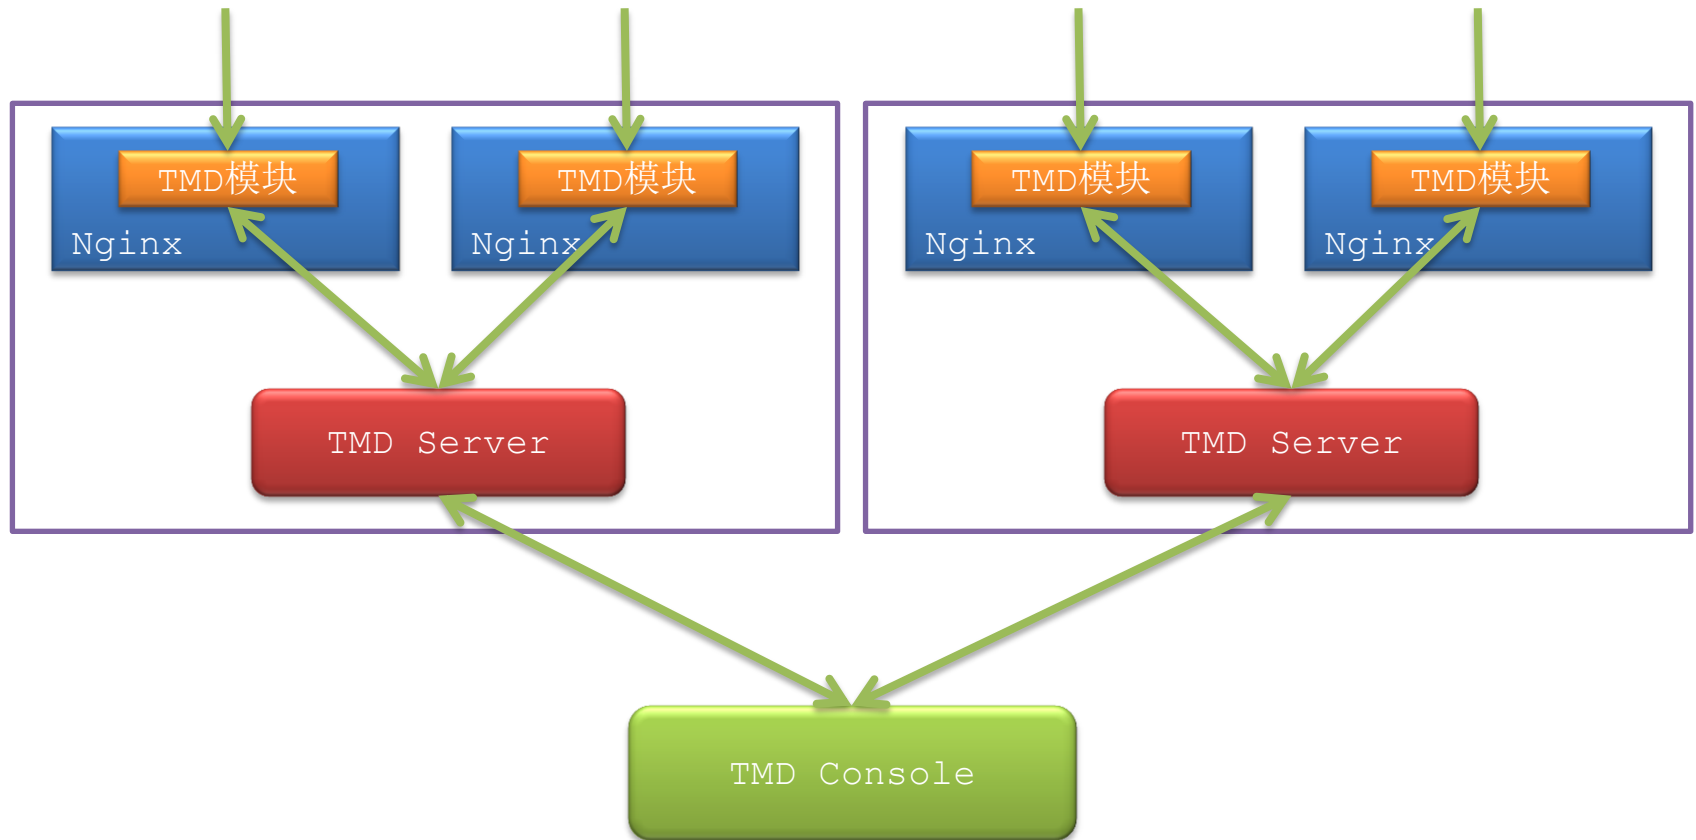 TMD模块
TMD模块
TMD模块
TMD模块
Nginx
Nginx
Nginx
Nginx
TMD Server
TMD Server
TMD Console